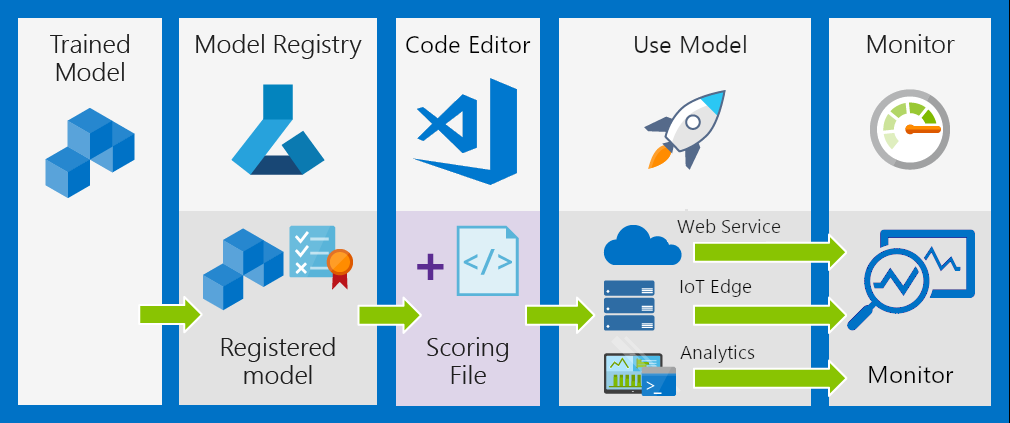 Trained
Model
Model Registry
Code Editor
Use Model
Monitor
+
</>
Registered
model
Scoring
File
Web Service
IoT Edge
Analytics
>_
Monitor